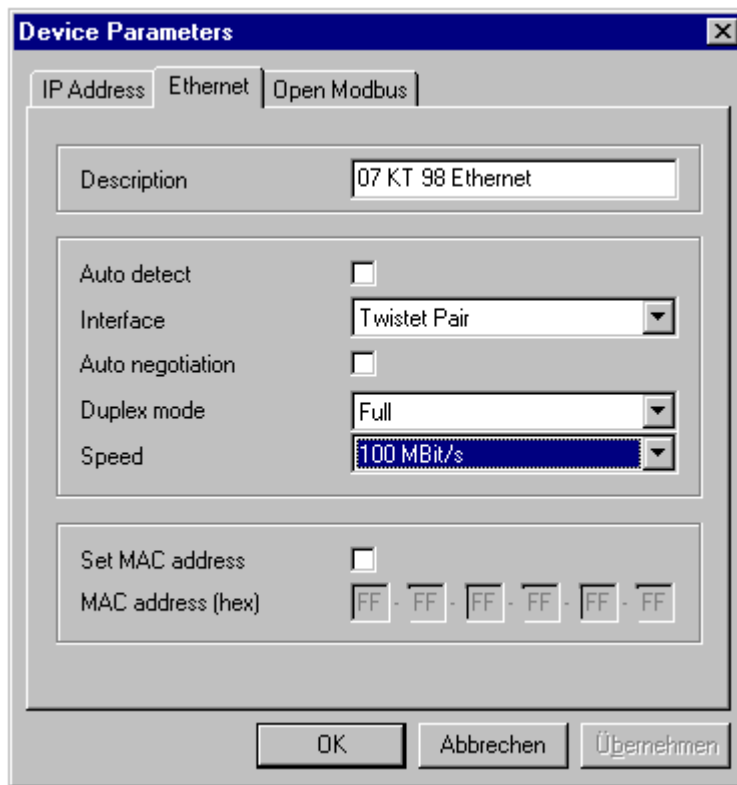 Device Parameters
IP Address Ethernet Open Modbus
Description 07 KT 98 Ethernet
Auto detect
Interface Twistet Pair
Auto negotiation
Duplex mode Full
Speed 100 MBit/s
Set MAC address
MAC address (hex) FF - FF - FF - FF - FF - FF
OK Abbrechen Übernehmen